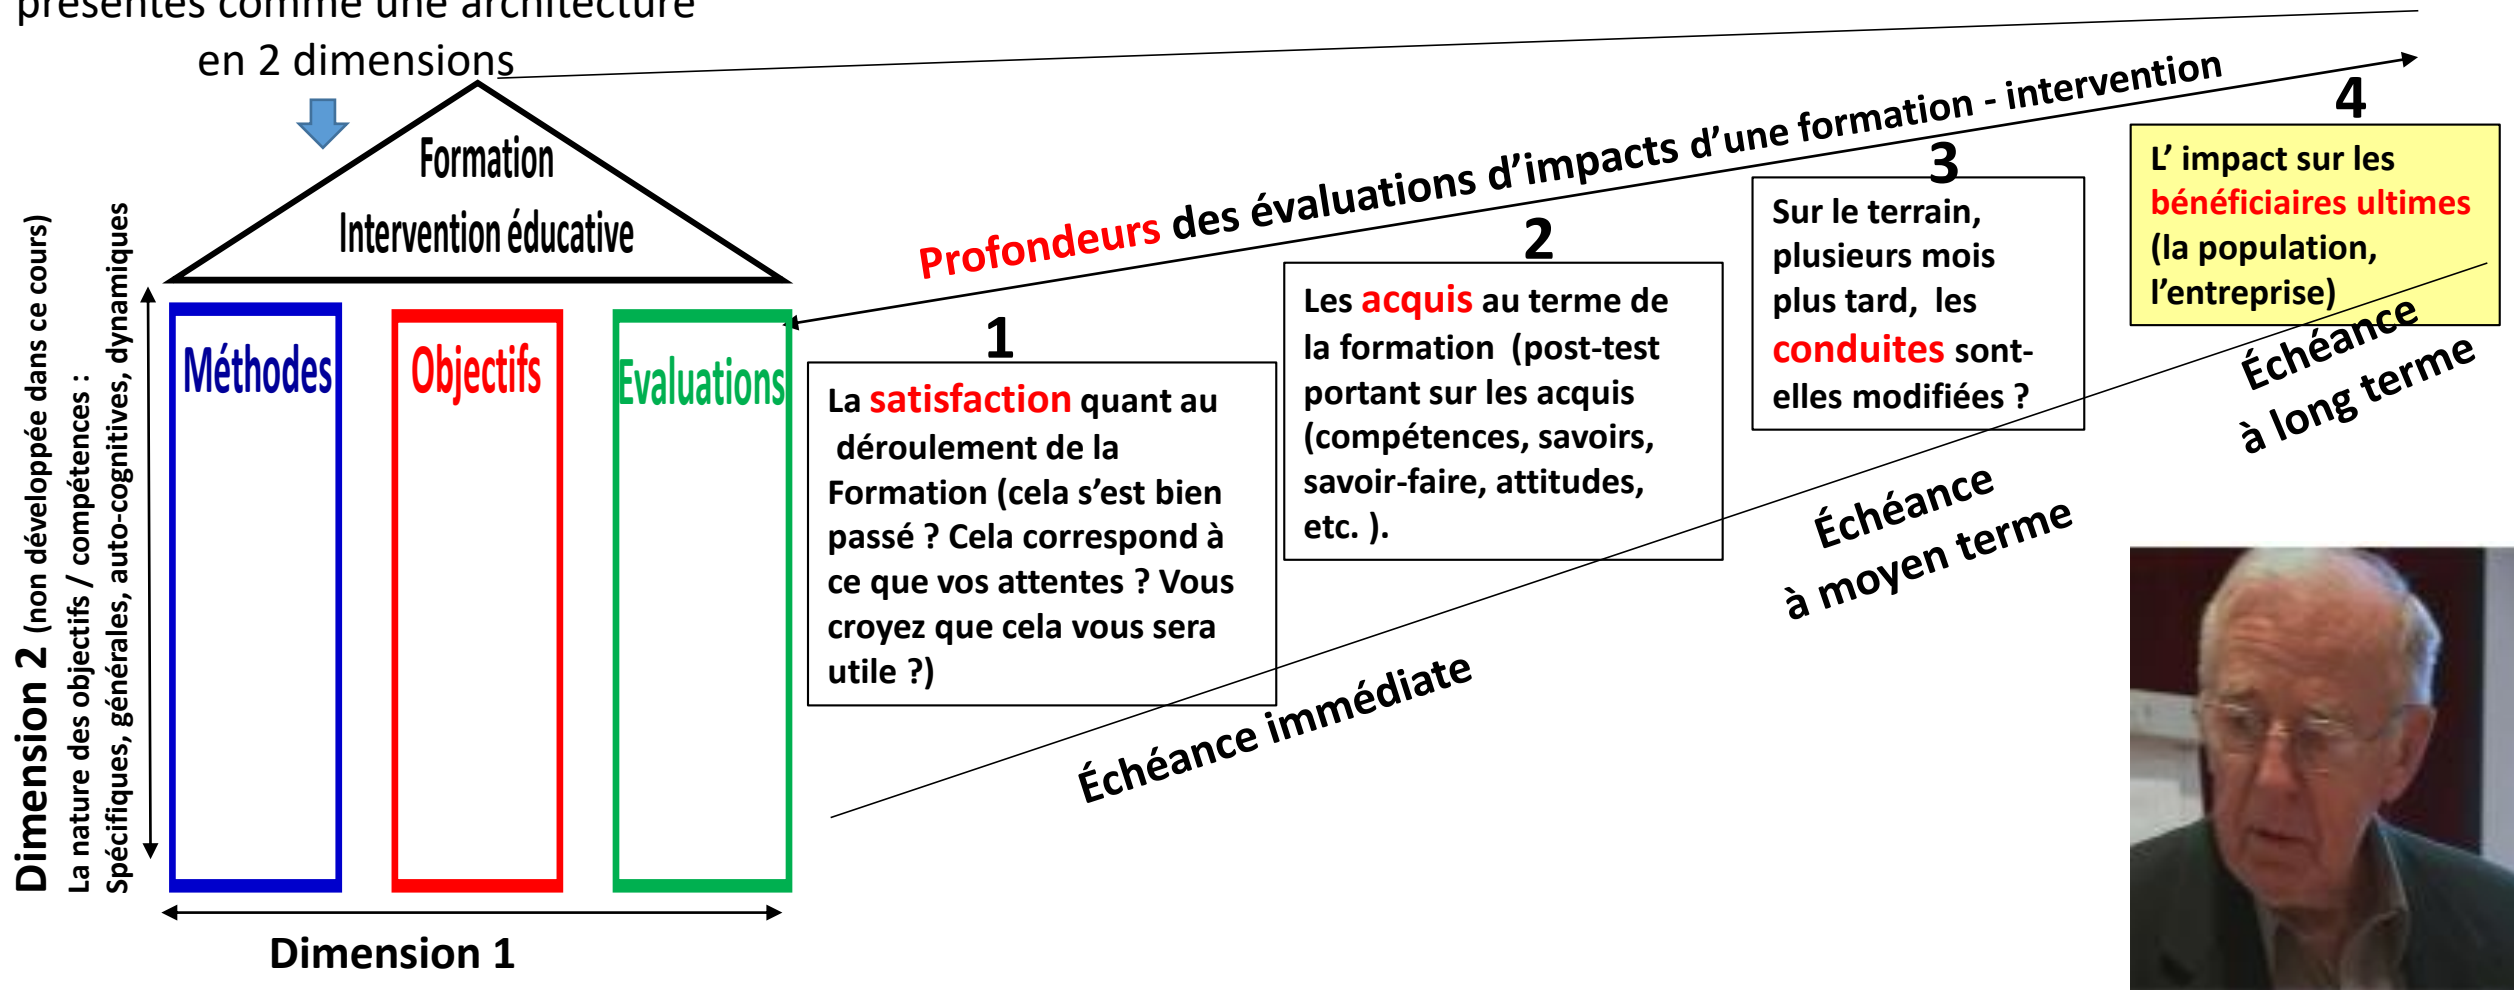 présentés comme une architecture
en 2 dimensions
Formation
Intervention éducative
Méthodes
Objectifs
Evaluations
Dimension 2 (non développée dans ce cours)
La nature des objectifs / compétences :
Spécifiques, générales, auto-cognitives, dynamiques
Dimension 1
Profondeurs des évaluations d'impacts d'une formation - intervention
1
La satisfaction quant au
déroulement de la
Formation (cela s'est bien
passé ? Cela correspond à
ce que vos attentes ? Vous
croyez que cela vous sera
utile ?)
2
Les acquis au terme de
la formation (post-test
portant sur les acquis
(compétences, savoirs,
savoir-faire, attitudes,
etc. ).
3
Sur le terrain,
plusieurs mois
plus tard, les
conduites sont-
elles modifiées ?
4
L' impact sur les
bénéficiaires ultimes
(la population,
l'entreprise)
Échéance immédiate
Échéance
à moyen terme
Échéance
à long terme